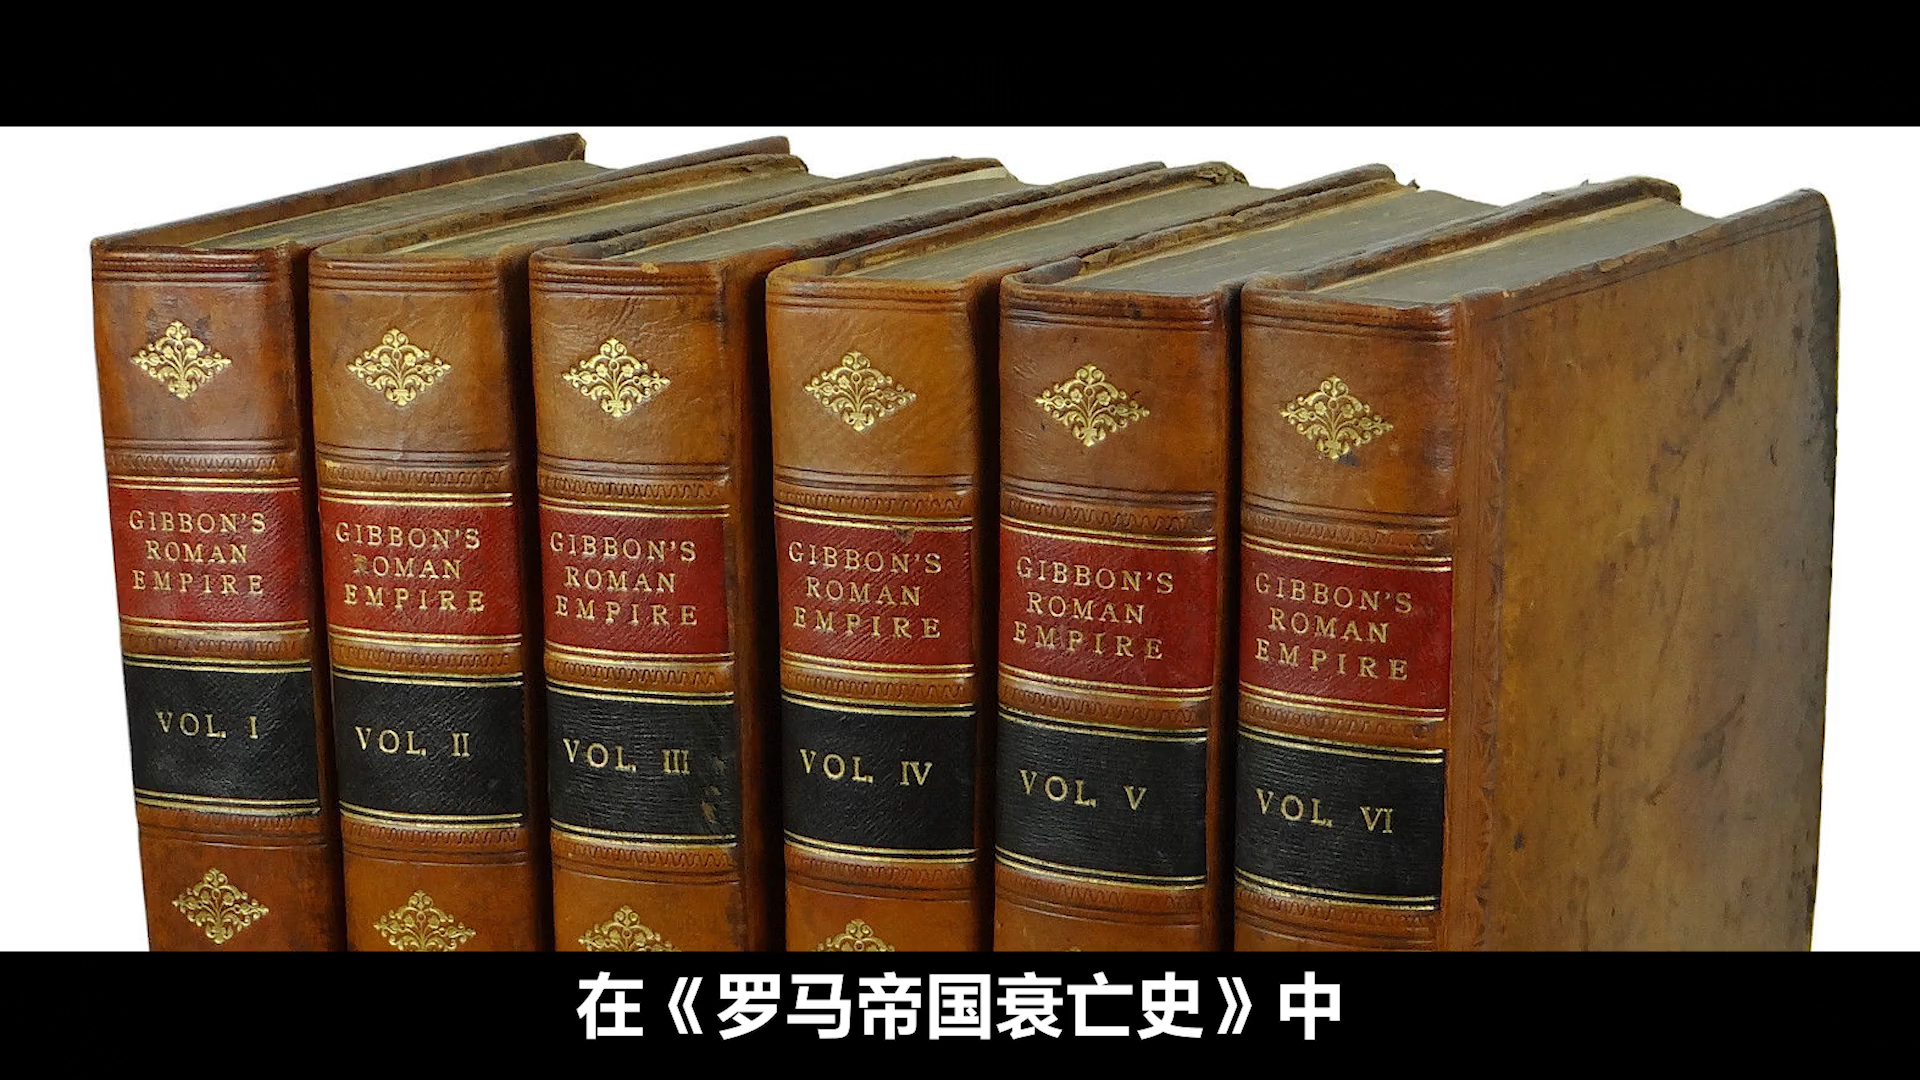 GIBBON'S
ROMAN
EMPIRE
VOL. I
GIBBON'S
ROMAN
EMPIRE
VOL. II
GIBBON'S
ROMAN
EMPIRE
VOL. III
GIBBON'S
ROMAN
EMPIRE
VOL. IV
GIBBON'S
ROMAN
EMPIRE
VOL. V
GIBBON'S
ROMAN
EMPIRE
VOL. VI
在《罗马帝国衰亡史》中